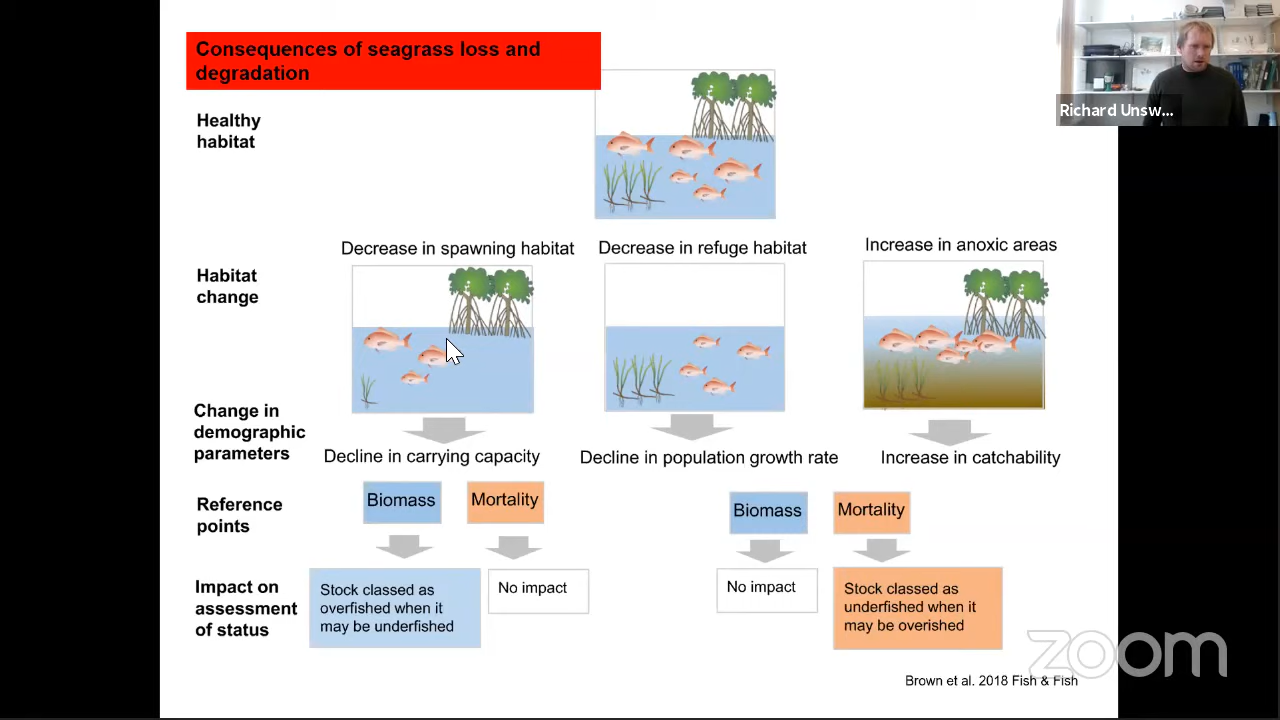 Consequences of seagrass loss and
degradation
Richard Unsw...
Healthy
habitat
Decrease in spawning habitat
Decrease in refuge habitat
Increase in anoxic areas
Habitat
change
Change in
demographic
parameters
Decline in carrying capacity
Decline in population growth rate
Increase in catchability
Reference
points
Biomass
Mortality
Biomass
Mortality
Impact on
assessment
of status
Stock classed as
overfished when it
may be underfished
No impact
No impact
Stock classed as
underfished when it
may be overished
zoom
Brown et al. 2018 Fish & Fish